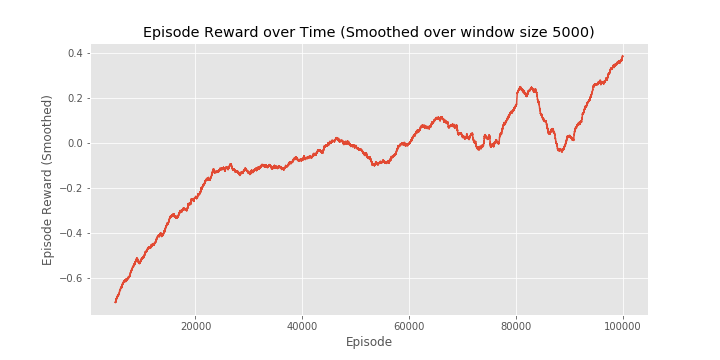 Episode Reward over Time (Smoothed over window size 5000)
Episode Reward (Smoothed)
0.4
0.2
0.0
−0.2
−0.4
−0.6
20000 40000 60000 80000 100000
Episode